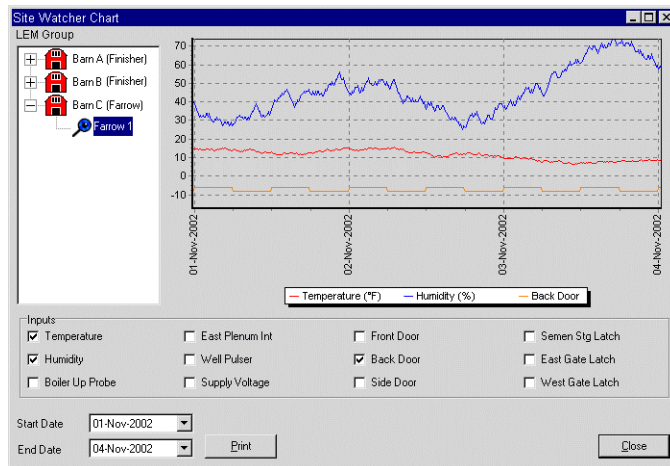 Site Watcher Chart
LEM Group
Barn A (Finisher)
Barn B (Finisher)
Barn C (Farrow)
Farrow 1
70
60
50
40
30
20
10
0
-10
01-Nov-2002
02-Nov-2002
03-Nov-2002
04-Nov-2002
Temperature (°F) Humidity (%) Back Door
Inputs
Temperature East Plenum Int Front Door Semen Stg Latch
Humidity Well Pulser Back Door East Gate Latch
Boiler Up Probe Supply Voltage Side Door West Gate Latch
Start Date 01-Nov-2002
End Date 04-Nov-2002 Print Close